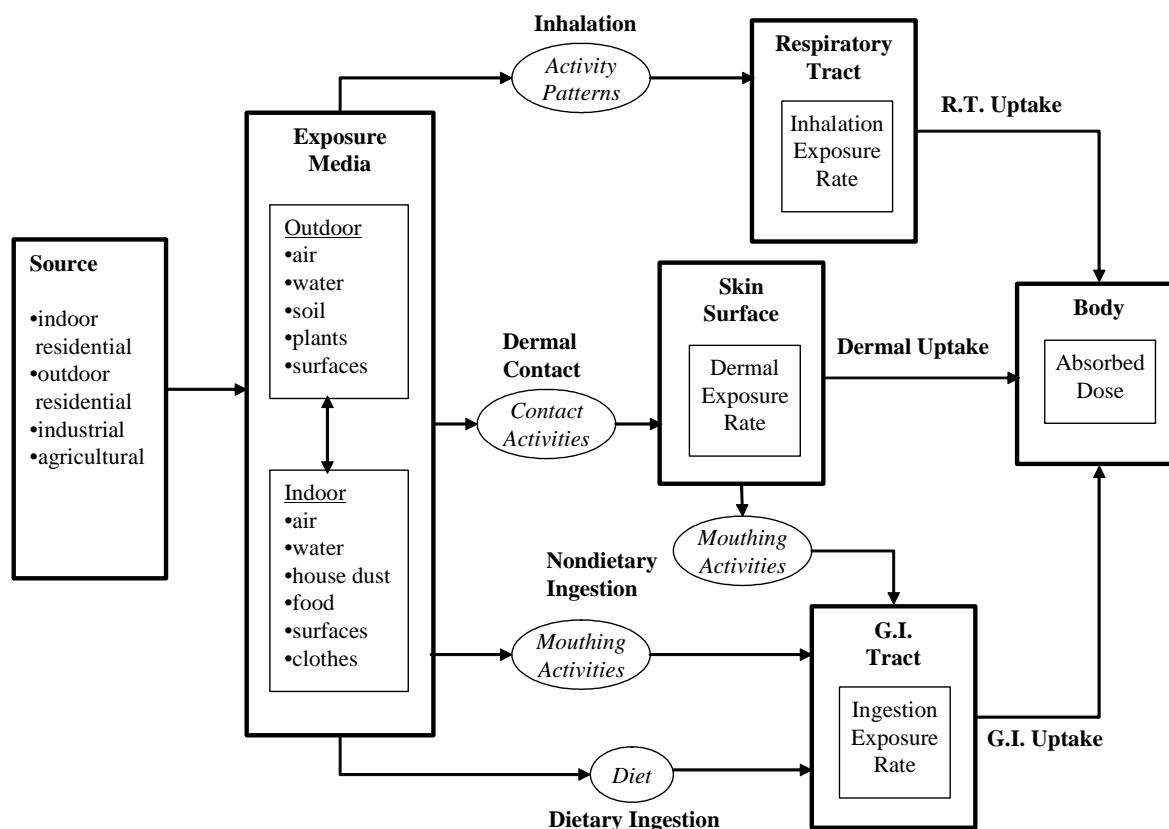 Source
•indoor
residential
•outdoor
residential
•industrial
•agricultural
Exposure
Media
Outdoor
•air
•water
•soil
•plants
•surfaces
Indoor
•air
•water
•house dust
•food
•surfaces
•clothes
Inhalation
Activity
Patterns
Respiratory
Tract
Inhalation
Exposure
Rate
R.T. Uptake
Dermal
Contact
Contact
Activities
Skin
Surface
Dermal
Exposure
Rate
Dermal Uptake
Mouthing
Activities
Nondietary
Ingestion
Mouthing
Activities
Diet
Dietary Ingestion
G.I.
Tract
Ingestion
Exposure
Rate
G.I. Uptake
Body
Absorbed
Dose